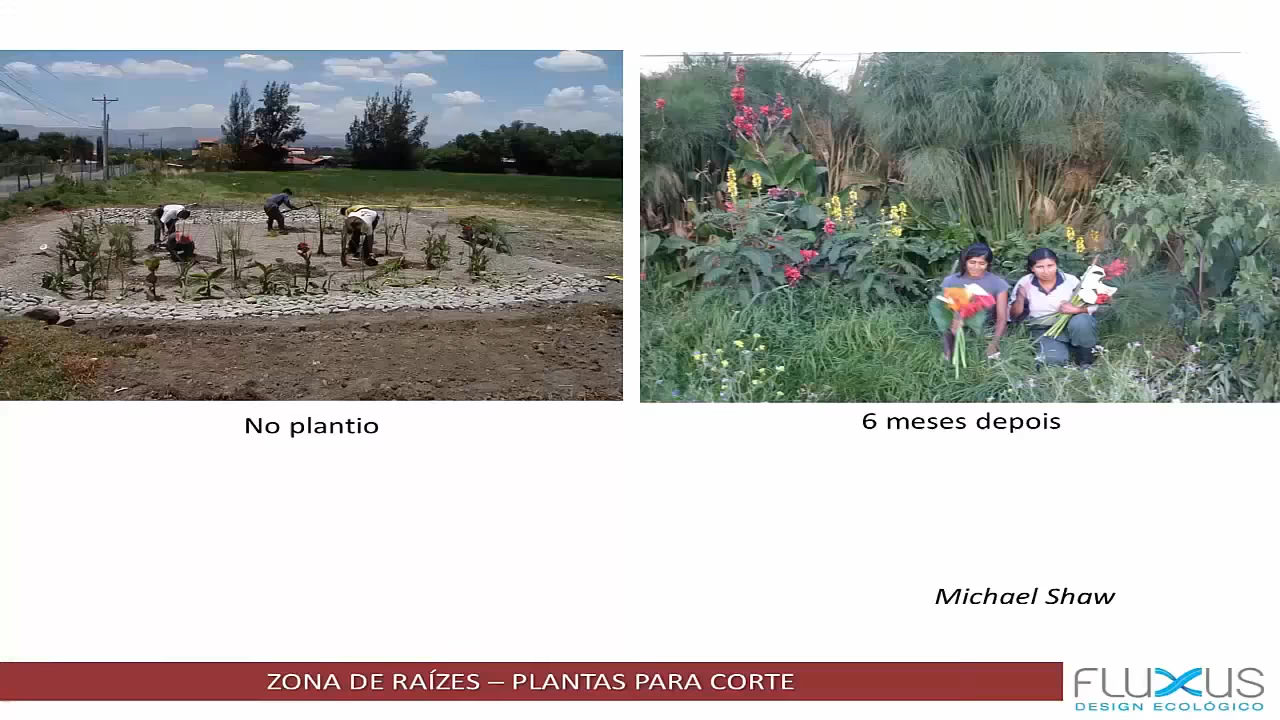 No plantio
6 meses depois
Michael Shaw
ZONA DE RAÍZES – PLANTAS PARA CORTE
FLUXUS
DESIGN ECOLÓGICO